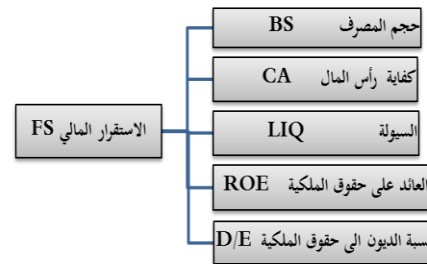 حجم المصرف BS
كفاية رأس المال CA
السيولة LIQ
الاستقرار المالي FS
العائد على حقوق الملكية ROE
نسبة الديون الى حقوق الملكية D/E